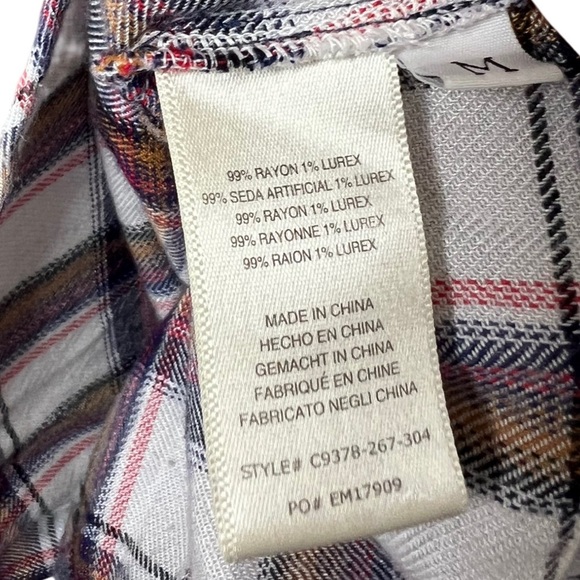 M
99% RAYON 1% LUREX
99% SEDA ARTIFICIAL 1% LUREX
99% RAYON 1% LUREX
99% RAYONNE 1% LUREX
99% RAION 1% LUREX
MADE IN CHINA
HECHO EN CHINA
GEMACHT IN CHINA
FABRIQUÉ EN CHINE
FABRICATO NEGLI CHINA
STYLE# C9378-267-304
PO# EM17909